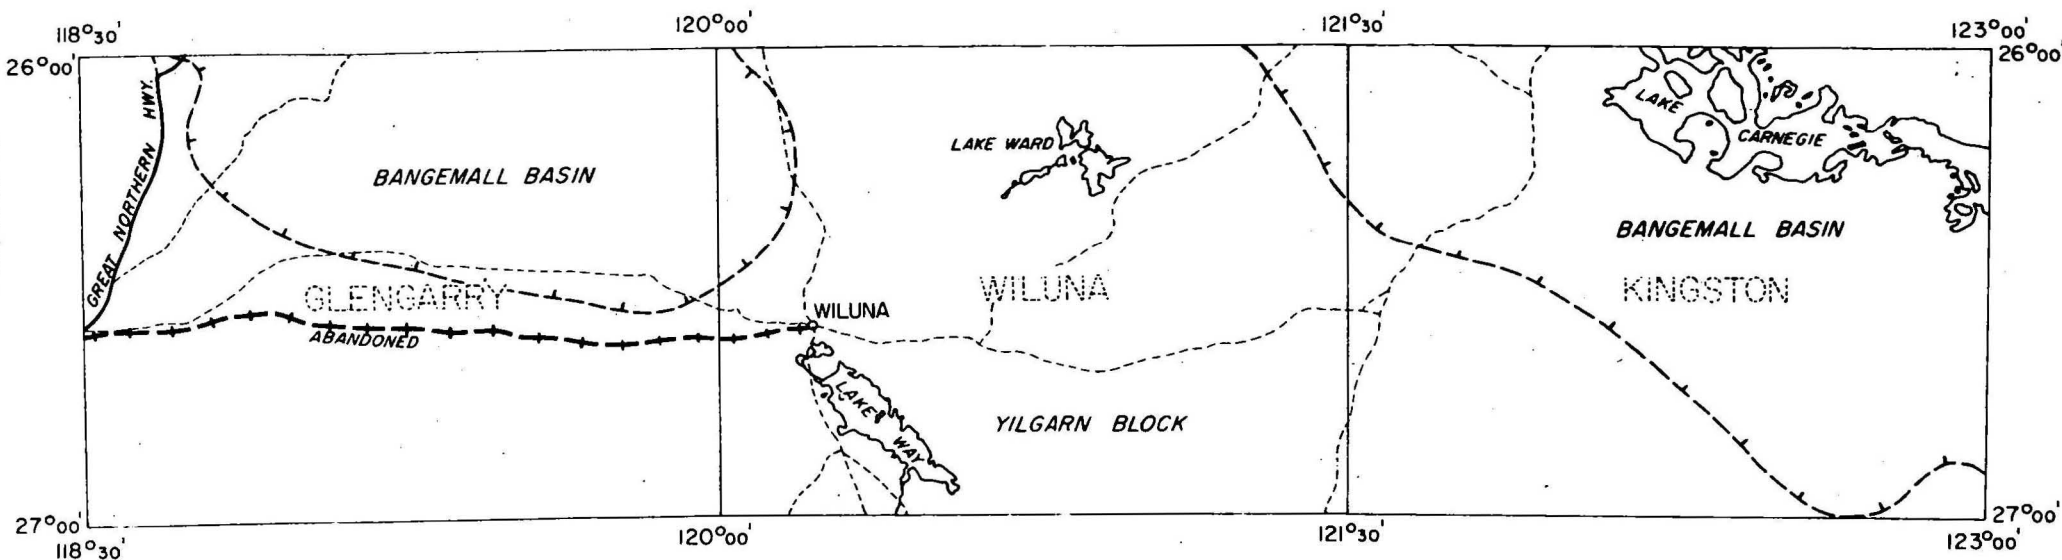 118°30'
120°00'
121°30'
123°00'
26°00'
26°00'
GREAT NORTHERN HWY.
BANGEMALL BASIN
LAKE WARD
LAKE
CARNEGIE
BANGEMALL BASIN
GLENGARRY
WILUNA
KINGSTON
WILUNA
ABANDONED
LAKE WAY
YILGARN BLOCK
27°00'
27°00'
118°30'
120°00'
121°30'
123°00'